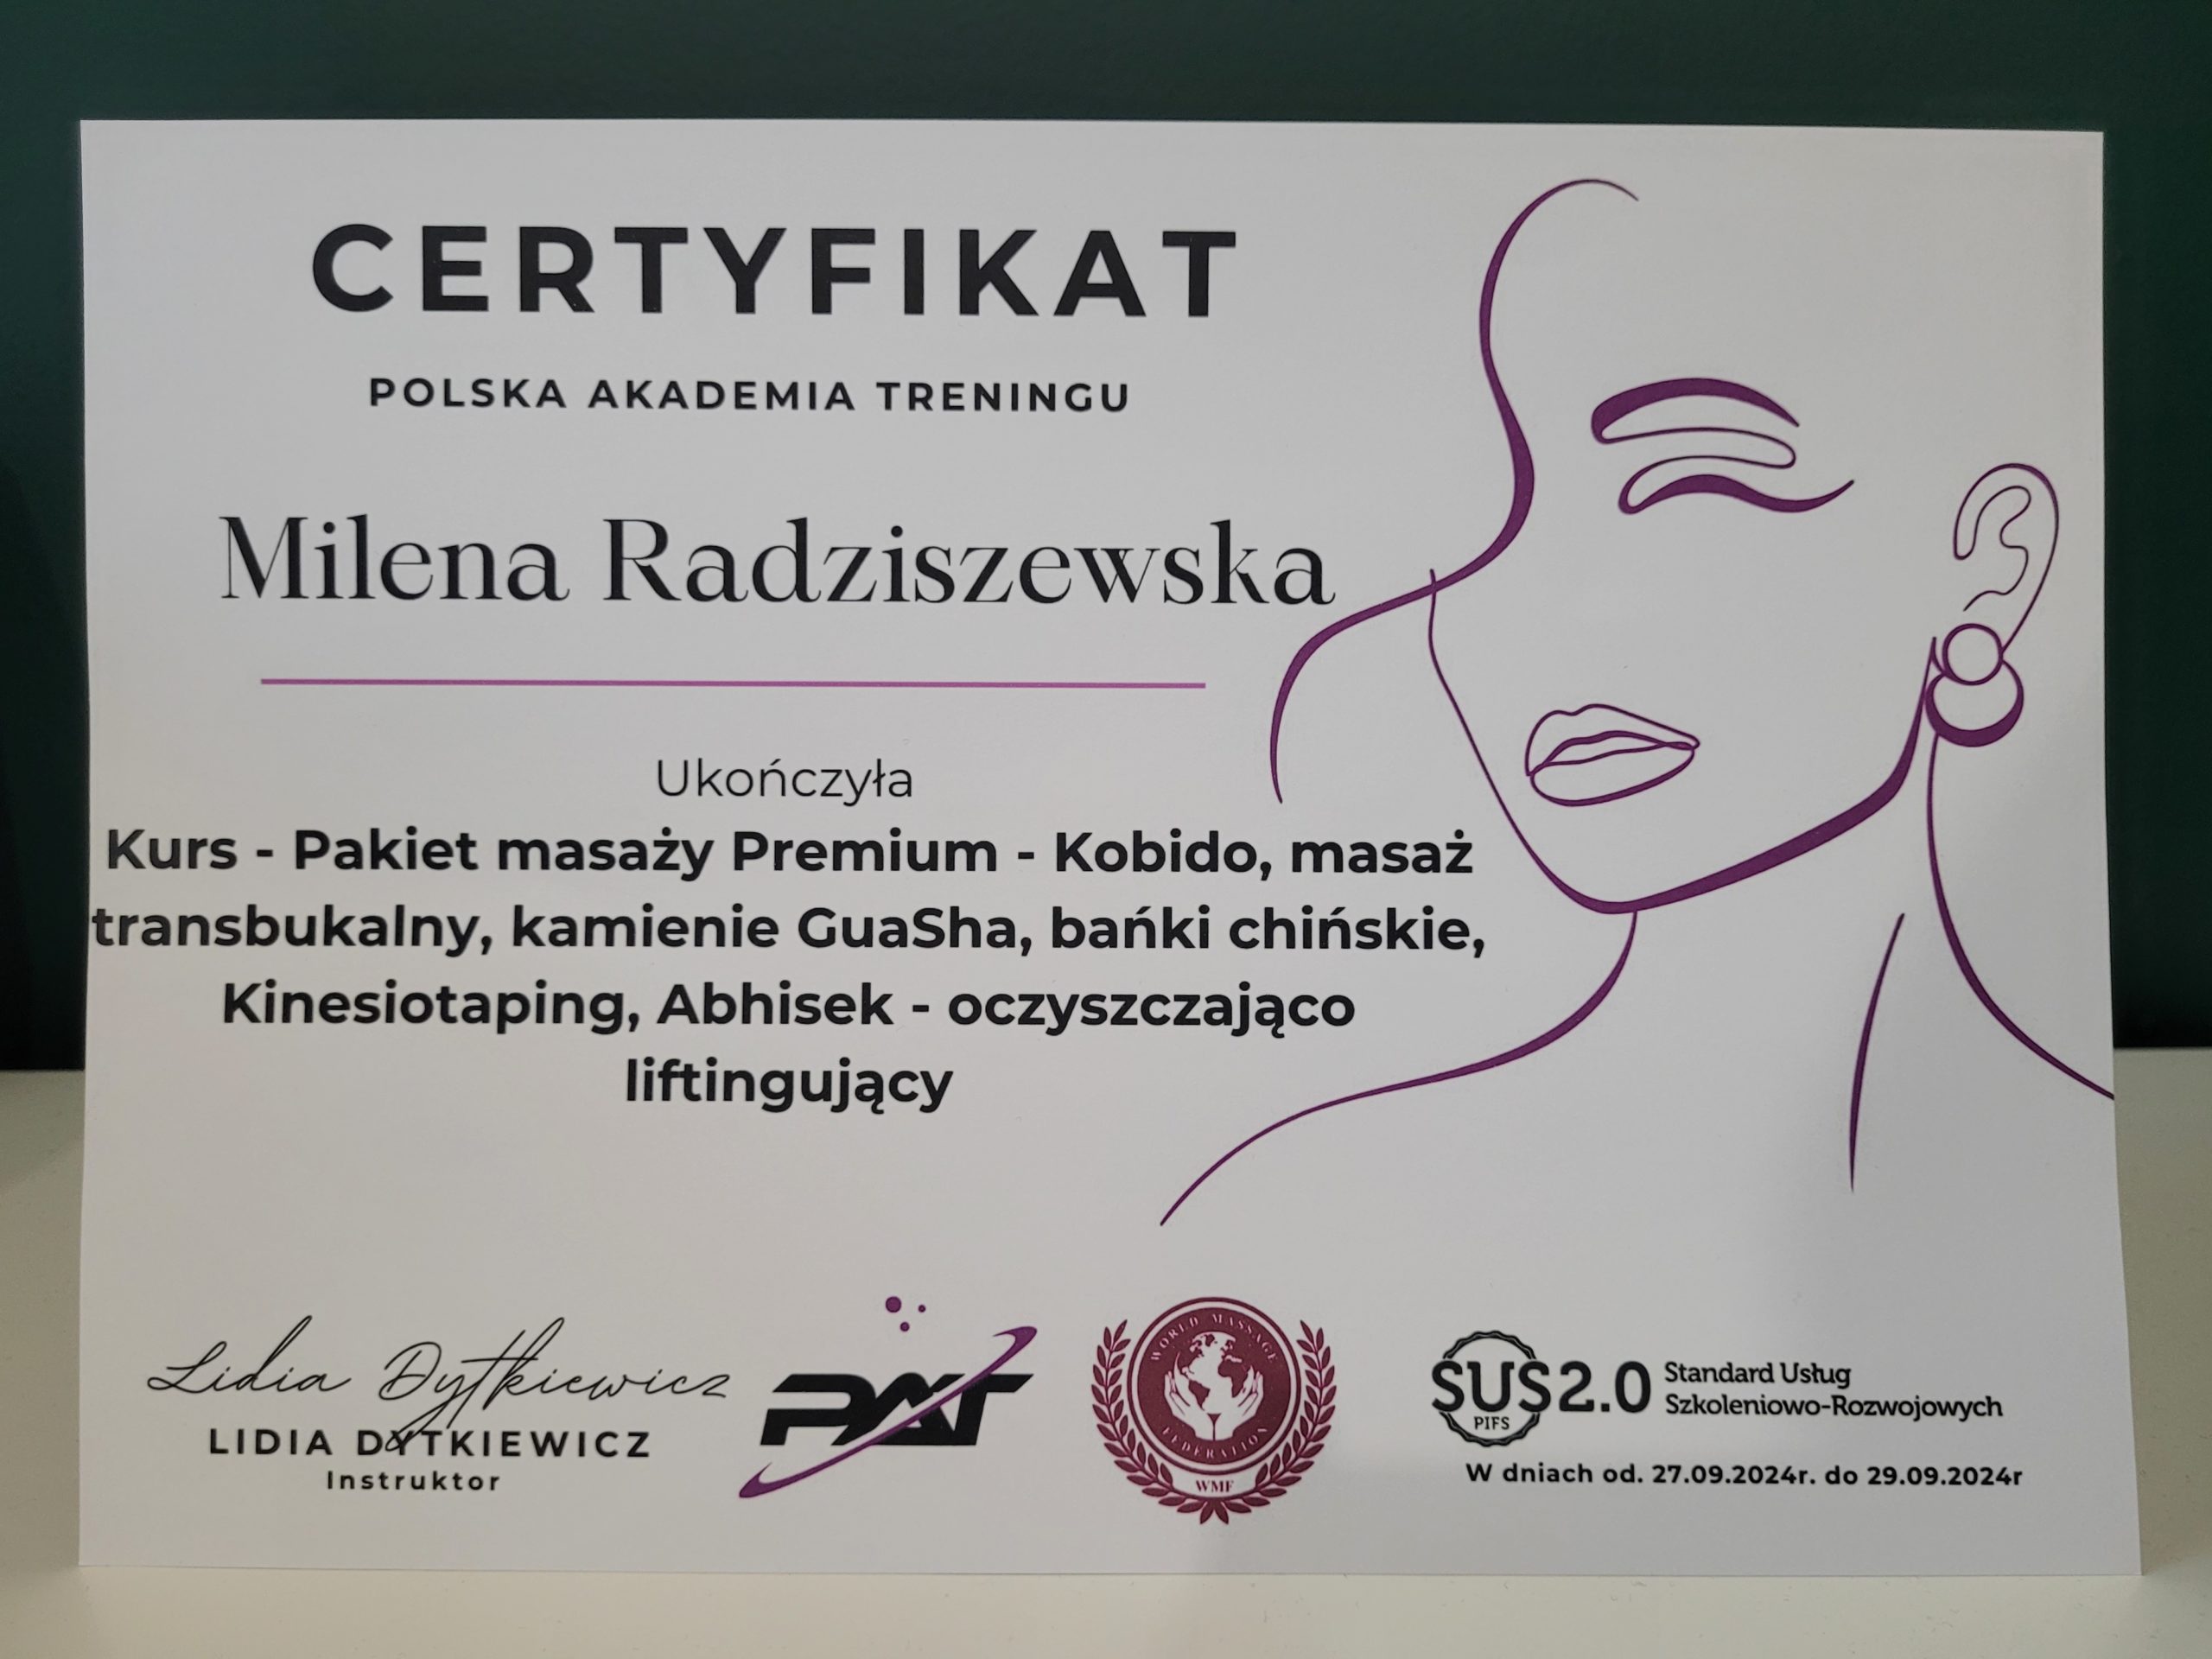 CERTYFIKAT
POLSKA AKADEMIA TRENINGU
Milena Radziszewska
Ukończyła
Kurs - Pakiet masaży Premium - Kobido, masaż
transbukalny, kamienie GuaSha, bańki chińskie,
Kinesiotaping, Abhisek - oczyszczająco
liftingujący
Lidia Dytkiewicz
LIDIA DYTKIEWICZ
Instruktor
PAT
WORLD MASSAGE
FEDERATION
WMF
SUS 2.0
PIFS
Standard Usług
Szkoleniowo-Rozwojowych
W dniach od. 27.09.2024r. do 29.09.2024r